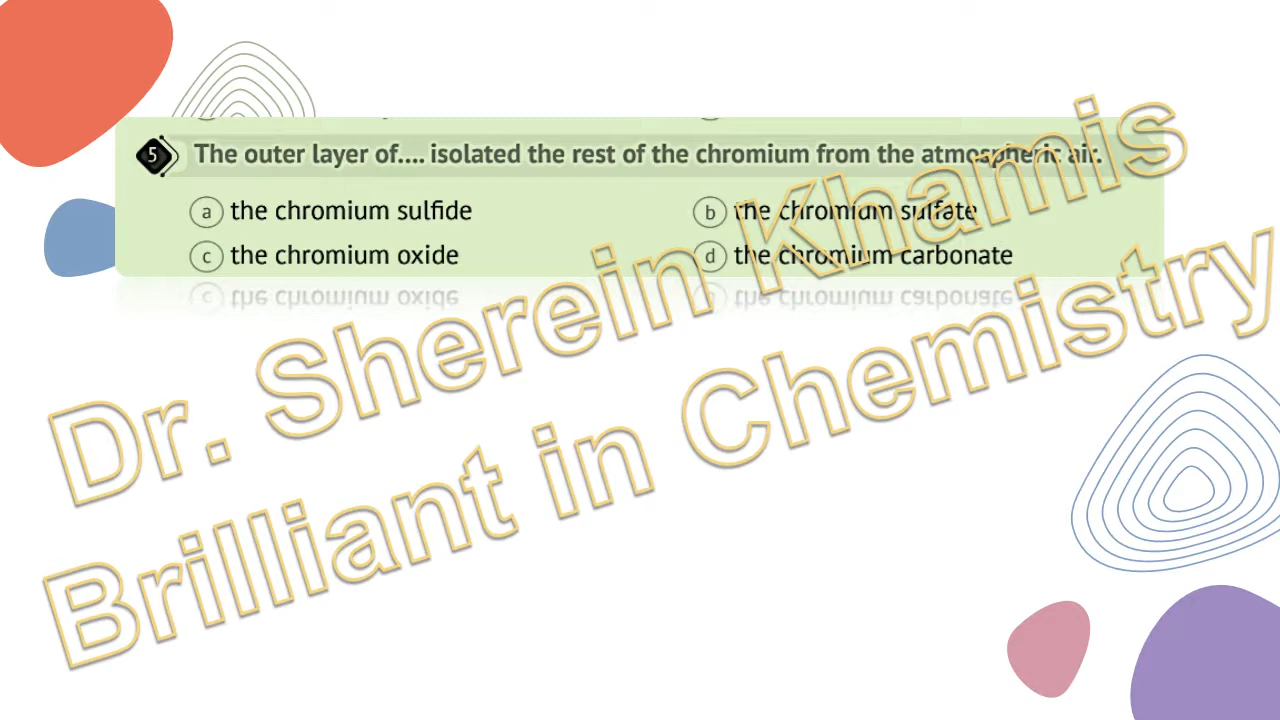 5 The outer layer of.... isolated the rest of the chromium from the atmospheric air.
a the chromium sulfide b the chromium sulfate
c the chromium oxide d the chromium carbonate
Dr. Sherein Khamis
Brilliant in Chemistry